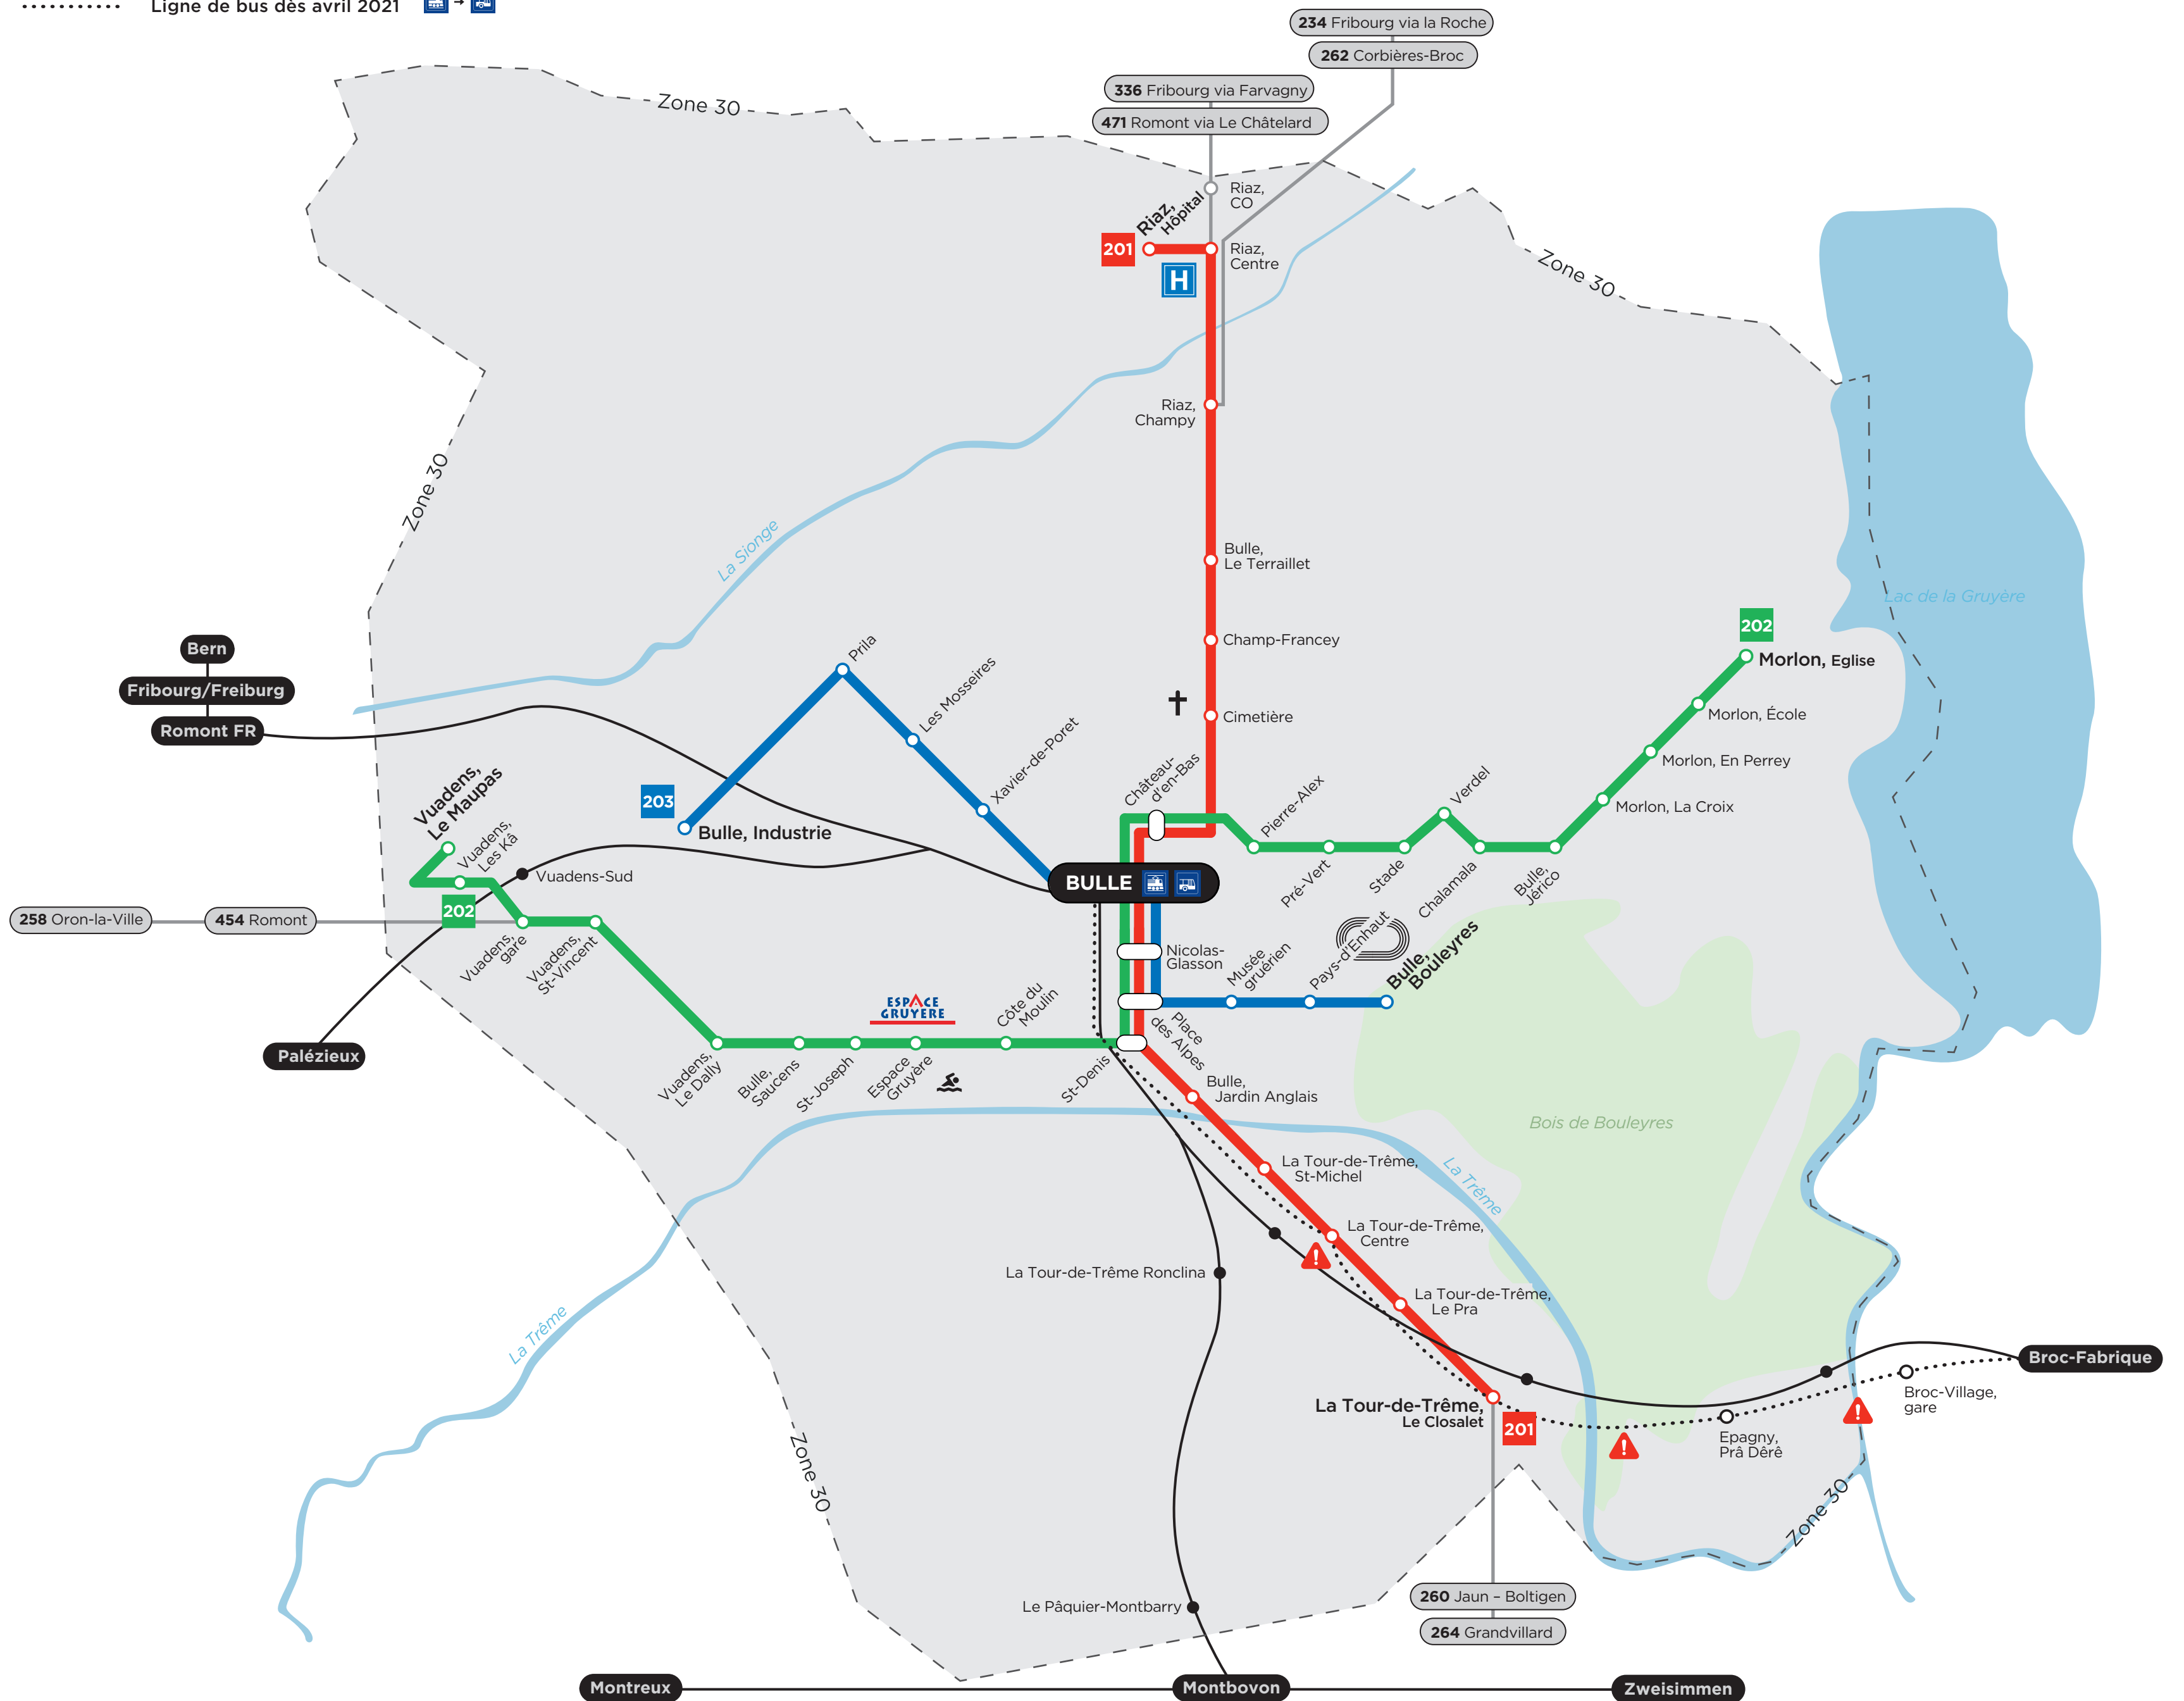 Ligne de bus dès avril 2021
234 Fribourg via la Roche
262 Corbières-Broc
336 Fribourg via Farvagny
471 Romont via Le Châtelard
Zone 30
Riaz,
CO
Riaz,
Hôpital
201
H
Riaz,
Centre
Zone 30
Riaz,
Champy
Zone 30
La Sionge
Bulle,
Le Terraillet
Lac de la Gruyère
Champ-Francey
202
Morlon, Eglise
Morlon, École
Morlon, En Perrey
Morlon, La Croix
Bern
Fribourg/Freiburg
Romont FR
Prila
Les Mosseires
Xavier-de-Poret
Cimetière
Château-
d'en-Bas
Pierre-Alex
Verdel
203
Bulle, Industrie
Vuadens,
Le Maupas
Vuadens,
Les Kâ
Vuadens-Sud
BULLE
Pré-Vert
Stade
Chalamala
Bulle,
Jérico
258 Oron-la-Ville
454 Romont
202
Vuadens,
gare
Vuadens,
St-Vincent
Nicolas-
Glasson
Musée
gruérien
Pays-d'Enhaut
Bulle,
Bouleyres
ESPACE
GRUYERE
Côte du
Moulin
Place
des Alpes
Palézieux
Vuadens,
Le Dally
Bulle,
Saucens
St-Joseph
Espace
Gruyère
St-Denis
Bulle,
Jardin Anglais
Bois de Bouleyres
La Tour-de-Trême,
St-Michel
La Trême
La Tour-de-Trême,
Centre
La Tour-de-Trême Ronclina
La Tour-de-Trême,
Le Pra
La Trême
Broc-Fabrique
Broc-Village,
gare
La Tour-de-Trême,
Le Closalet
201
Epagny,
Prâ Dêrê
Zone 30
Zone 30
260 Jaun – Boltigen
264 Grandvillard
Le Pâquier-Montbarry
Montreux
Montbovon
Zweisimmen